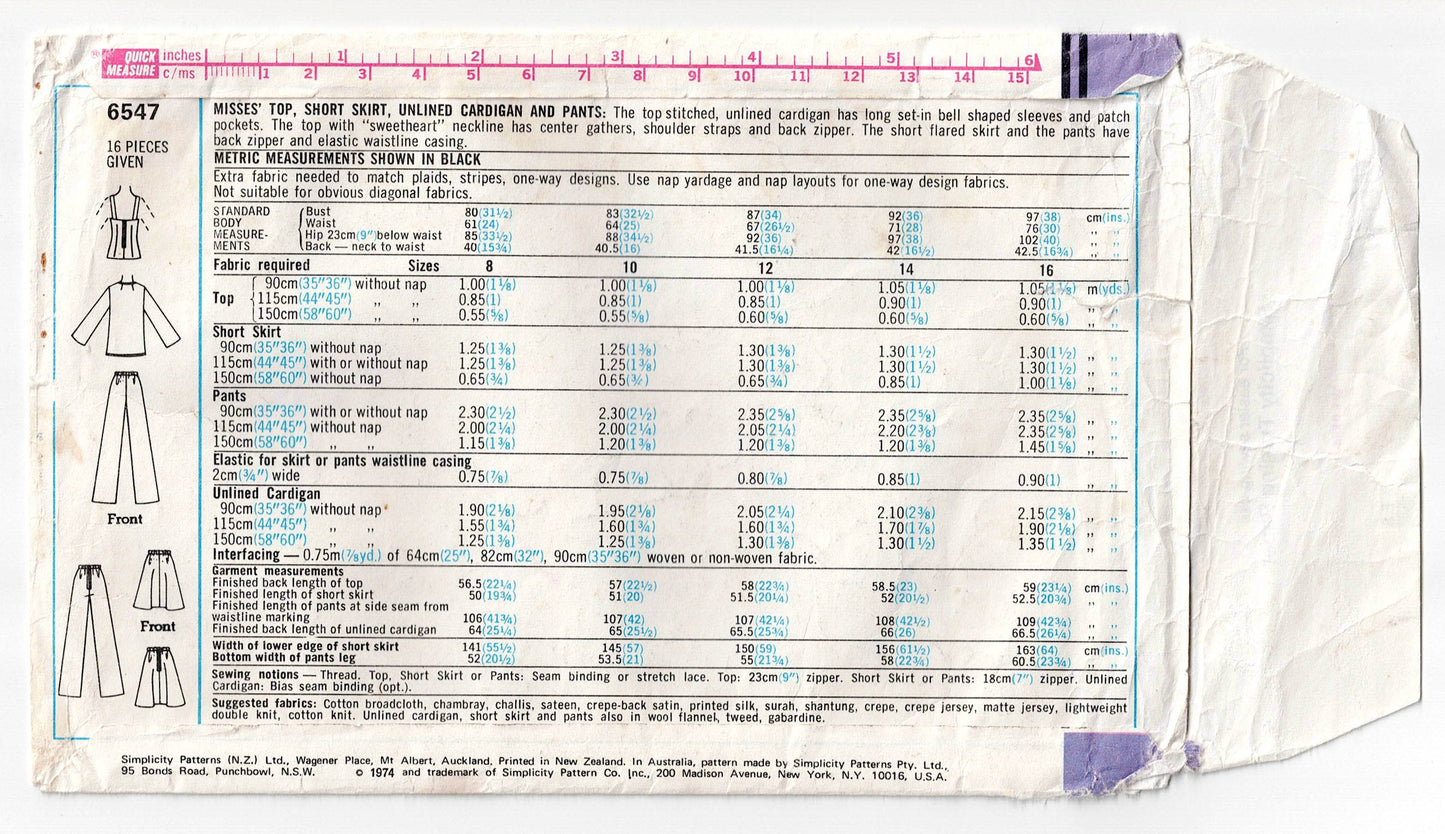 QUICK MEASURE inches 1 2 3 4 5 6
c/ms 1 2 3 4 5 6 7 8 9 10 11 12 13 14 15
6547
16 PIECES
GIVEN
Front
Front
MISSES' TOP, SHORT SKIRT, UNLINED CARDIGAN AND PANTS: The top stitched, unlined cardigan has long set-in bell shaped sleeves and patch
pockets. The top with "sweetheart" neckline has center gathers, shoulder straps and back zipper. The short flared skirt and the pants have
back zipper and elastic waistline casing.
METRIC MEASUREMENTS SHOWN IN BLACK
Extra fabric needed to match plaids, stripes, one-way designs. Use nap yardage and nap layouts for one-way design fabrics.
Not suitable for obvious diagonal fabrics.
STANDARD Bust 80(31½) 83(32½) 87(34) 92(36) 97(38) cm(ins.)
BODY Waist 61(24) 64(25) 67(26½) 71(28) 76(30) ,, ,,
MEASURE- Hip 23cm(9")below waist 85(33½) 88(34½) 92(36) 97(38) 102(40) ,, ,,
MENTS Back — neck to waist 40(15¾) 40.5(16) 41.5(16¼) 42(16½) 42.5(16¾) ,, ,,
Fabric required Sizes 8 10 12 14 16
90cm(35"36") without nap 1.00(1⅛) 1.00(1⅛) 1.00(1⅛) 1.05(1⅛) 1.05(1⅛) m(yds.)
Top 115cm(44"45") ,, ,, 0.85(1) 0.85(1) 0.85(1) 0.90(1) 0.90(1) ,, ,,
150cm(58"60") ,, ,, 0.55(⅝) 0.55(⅝) 0.60(⅝) 0.60(⅝) 0.60(⅝) ,, ,,
Short Skirt
90cm(35"36") without nap 1.25(1⅜) 1.25(1⅜) 1.30(1⅜) 1.30(1½) 1.30(1½) ,, ,,
115cm(44"45") with or without nap 1.25(1⅜) 1.25(1⅜) 1.30(1⅜) 1.30(1½) 1.30(1½) ,, ,,
150cm(58"60") without nap 0.65(¾) 0.65(¾) 0.65(¾) 0.85(1) 1.00(1⅛) ,, ,,
Pants
90cm(35"36") with or without nap 2.30(2½) 2.30(2½) 2.35(2⅝) 2.35(2⅝) 2.35(2⅝) ,, ,,
115cm(44"45") without nap 2.00(2¼) 2.00(2¼) 2.05(2¼) 2.20(2⅜) 2.35(2⅝) ,, ,,
150cm(58"60") ,, ,, 1.15(1⅜) 1.20(1⅜) 1.20(1⅜) 1.20(1⅜) 1.45(1⅝) ,, ,,
Elastic for skirt or pants waistline casing
2cm(¾") wide 0.75(⅞) 0.75(⅞) 0.80(⅞) 0.85(1) 0.90(1) ,, ,,
Unlined Cardigan
90cm(35"36") without nap 1.90(2⅛) 1.95(2⅛) 2.05(2¼) 2.10(2⅜) 2.15(2⅜) ,, ,,
115cm(44"45") ,, ,, 1.55(1¾) 1.60(1¾) 1.60(1¾) 1.70(1⅞) 1.90(2⅛) ,, ,,
150cm(58"60") ,, ,, 1.25(1⅜) 1.25(1⅜) 1.30(1⅜) 1.30(1½) 1.35(1½) ,, ,,
Interfacing — 0.75m(⅞yd.) of 64cm(25"), 82cm(32"), 90cm(35"36") woven or non-woven fabric.
Garment measurements
Finished back length of top 56.5(22¼) 57(22½) 58(22¾) 58.5(23) 59(23¼) cm(ins.)
Finished length of short skirt 50(19¾) 51(20) 51.5(20¼) 52(20½) 52.5(20¾) ,, ,,
Finished length of pants at side seam from
waistline marking 106(41¾) 107(42) 107(42¼) 108(42½) 109(42¾) ,, ,,
Finished back length of unlined cardigan 64(25¼) 65(25½) 65.5(25¾) 66(26) 66.5(26¼) ,, ,,
Width of lower edge of short skirt 141(55½) 145(57) 150(59) 156(61½) 163(64) cm(ins.)
Bottom width of pants leg 52(20½) 53.5(21) 55(21¾) 58(22¾) 60.5(23¾) ,, ,,
Sewing notions — Thread. Top, Short Skirt or Pants: Seam binding or stretch lace. Top: 23cm(9") zipper. Short Skirt or Pants: 18cm(7") zipper. Unlined
Cardigan: Bias seam binding (opt.).
Suggested fabrics: Cotton broadcloth, chambray, challis, sateen, crepe-back satin, printed silk, surah, shantung, crepe, crepe jersey, matte jersey, lightweight
double knit, cotton knit. Unlined cardigan, short skirt and pants also in wool flannel, tweed, gabardine.
Simplicity Patterns (N.Z.) Ltd., Wagener Place, Mt Albert, Auckland, Printed in New Zealand. In Australia, pattern made by Simplicity Patterns Pty. Ltd.,
95 Bonds Road, Punchbowl, N.S.W. © 1974 and trademark of Simplicity Pattern Co. Inc., 200 Madison Avenue, New York, N.Y. 10016, U.S.A.